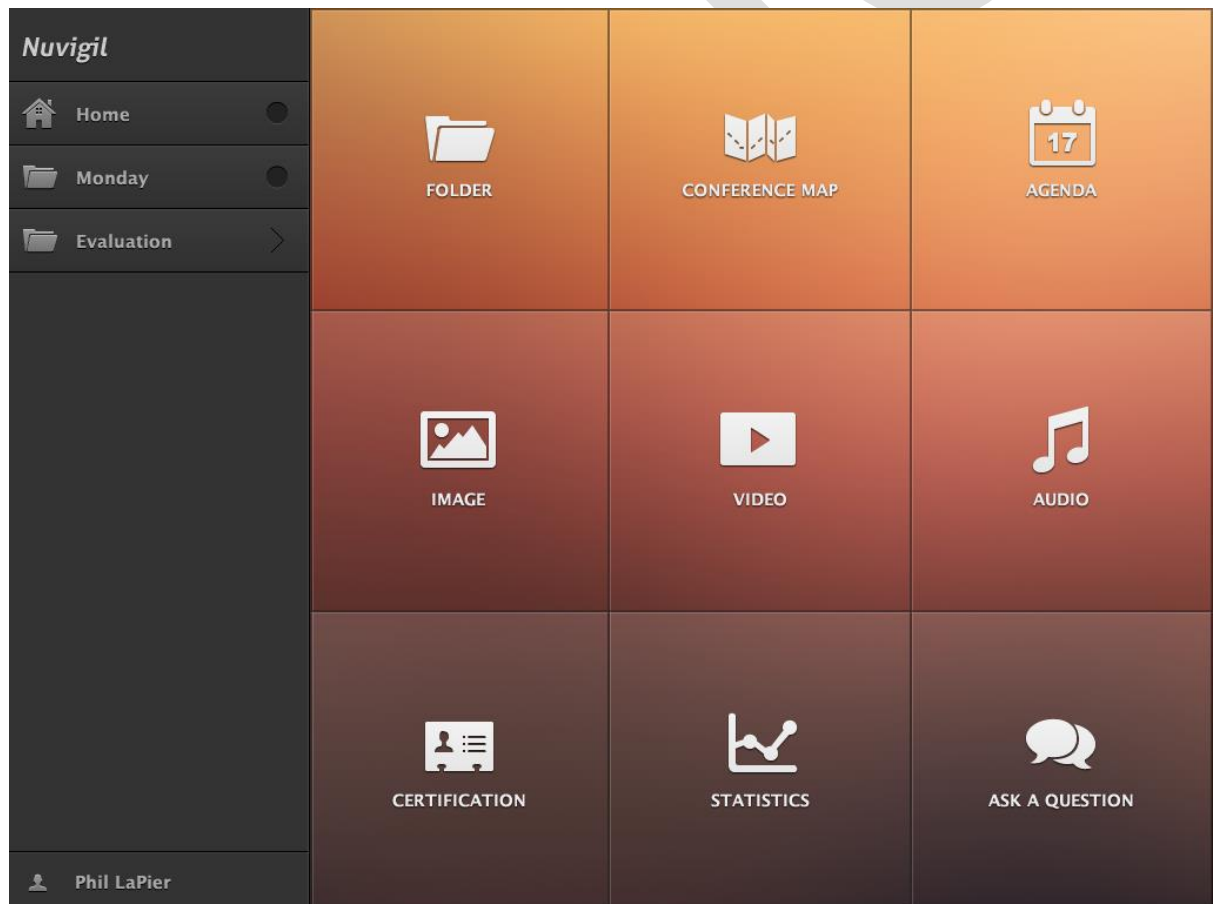 Nuvigil
Home
Monday
Evaluation
Phil LaPier
FOLDER
CONFERENCE MAP
17
AGENDA
IMAGE
VIDEO
AUDIO
CERTIFICATION
STATISTICS
ASK A QUESTION